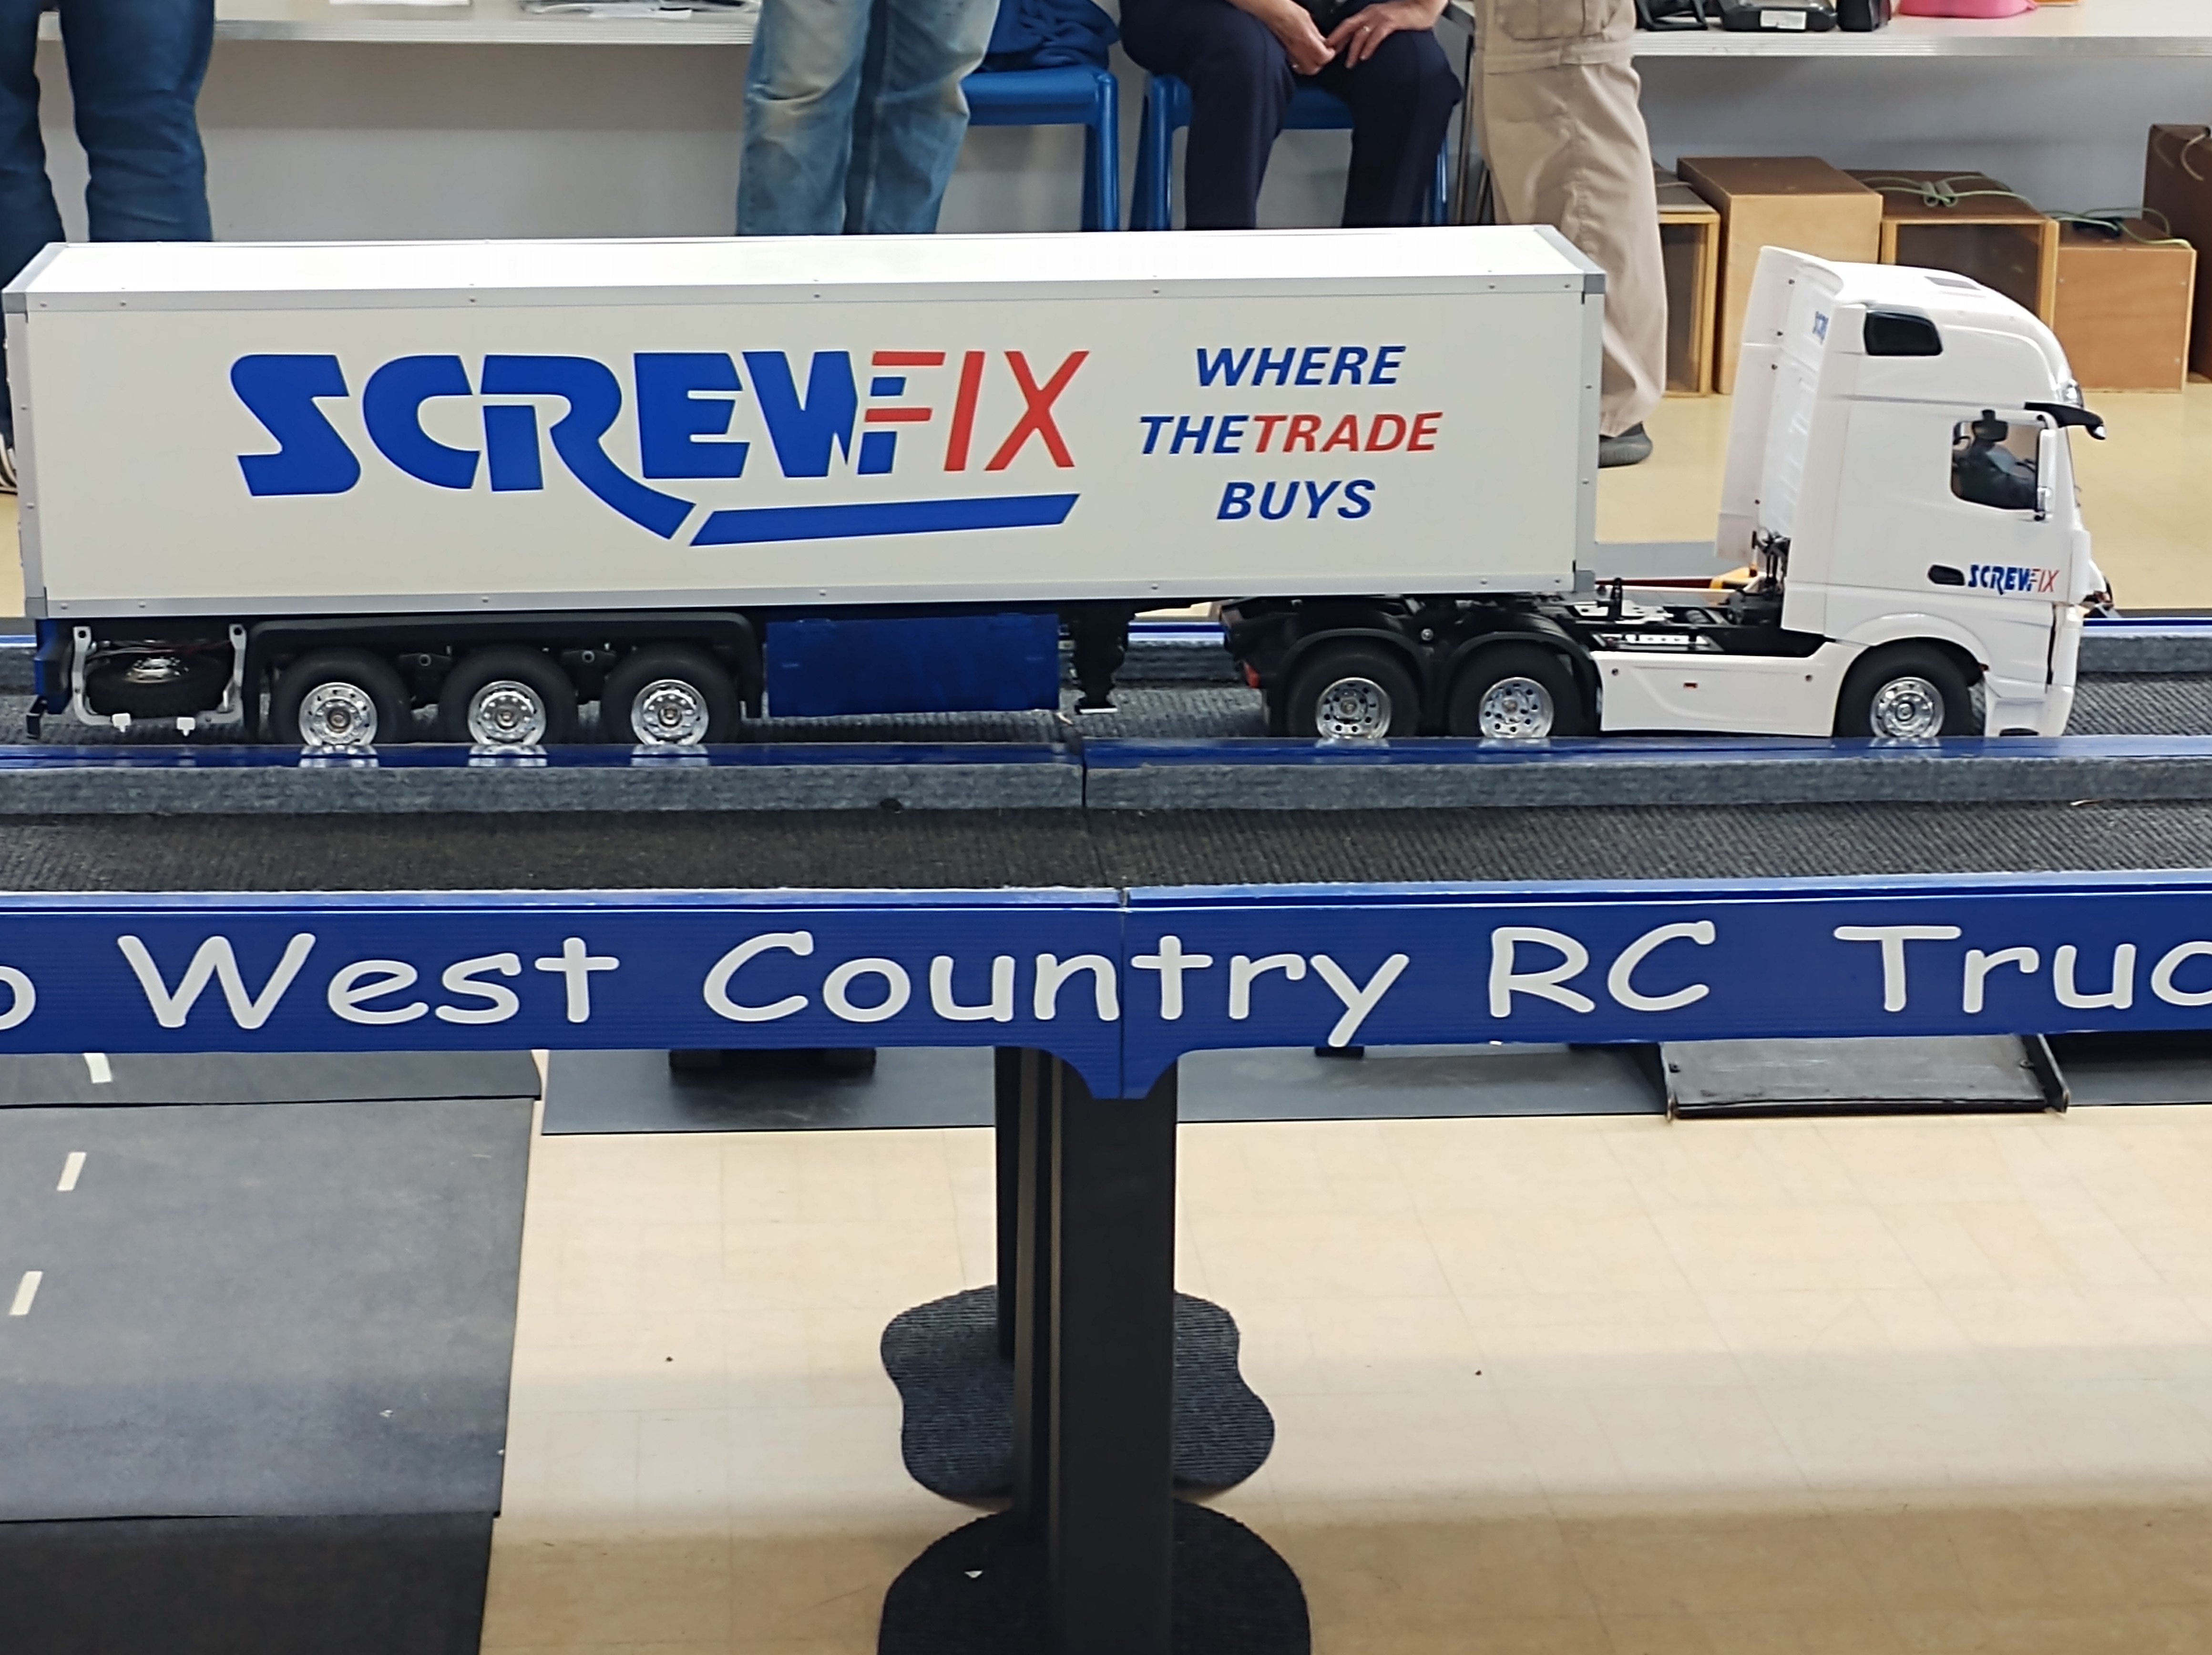 SCREWFIX
WHERE
THETRADE
BUYS
SCREWFIX
West Country RC